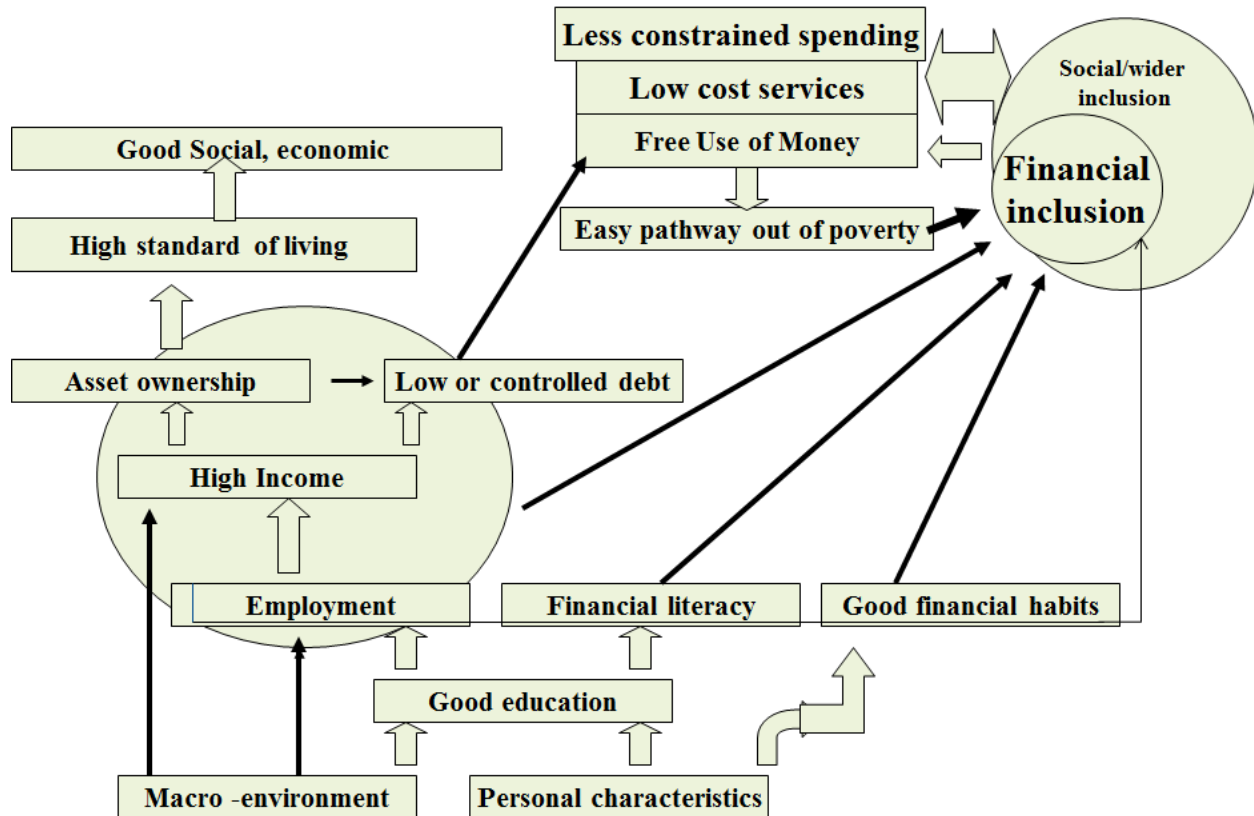 Less constrained spending
Low cost services
Free Use of Money
Social/wider
inclusion
Good Social, economic
Financial
inclusion
High standard of living
Easy pathway out of poverty
Asset ownership
Low or controlled debt
High Income
Employment
Financial literacy
Good financial habits
Good education
Macro -environment
Personal characteristics